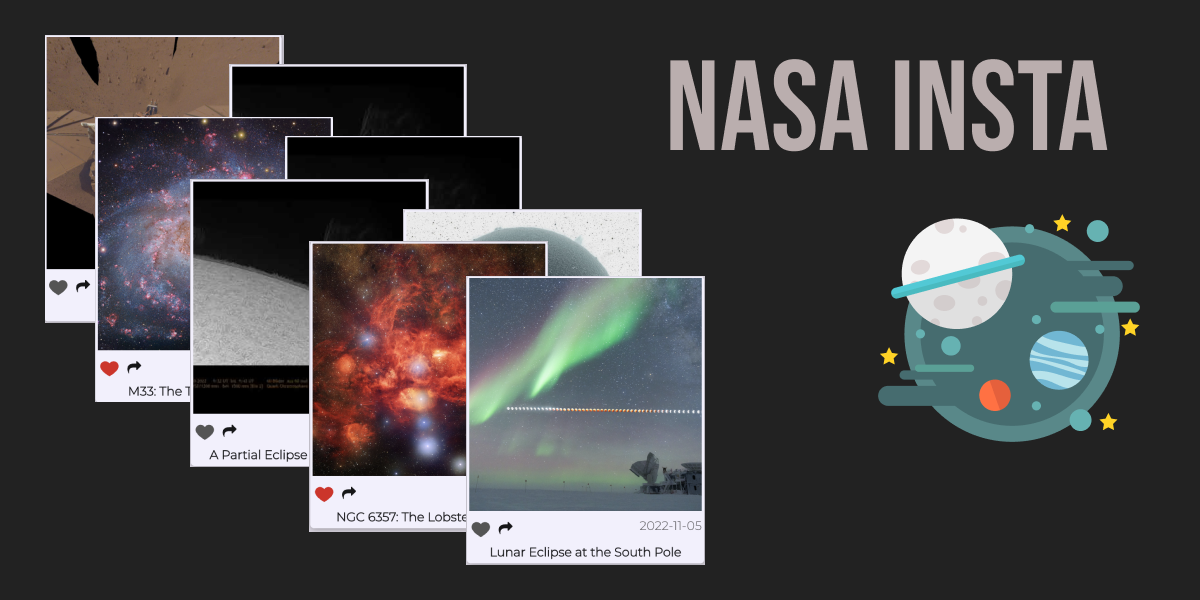 NASA INSTA
M33: The T
A Partial Eclipse
NGC 6357: The Lobste
2022-11-05
Lunar Eclipse at the South Pole